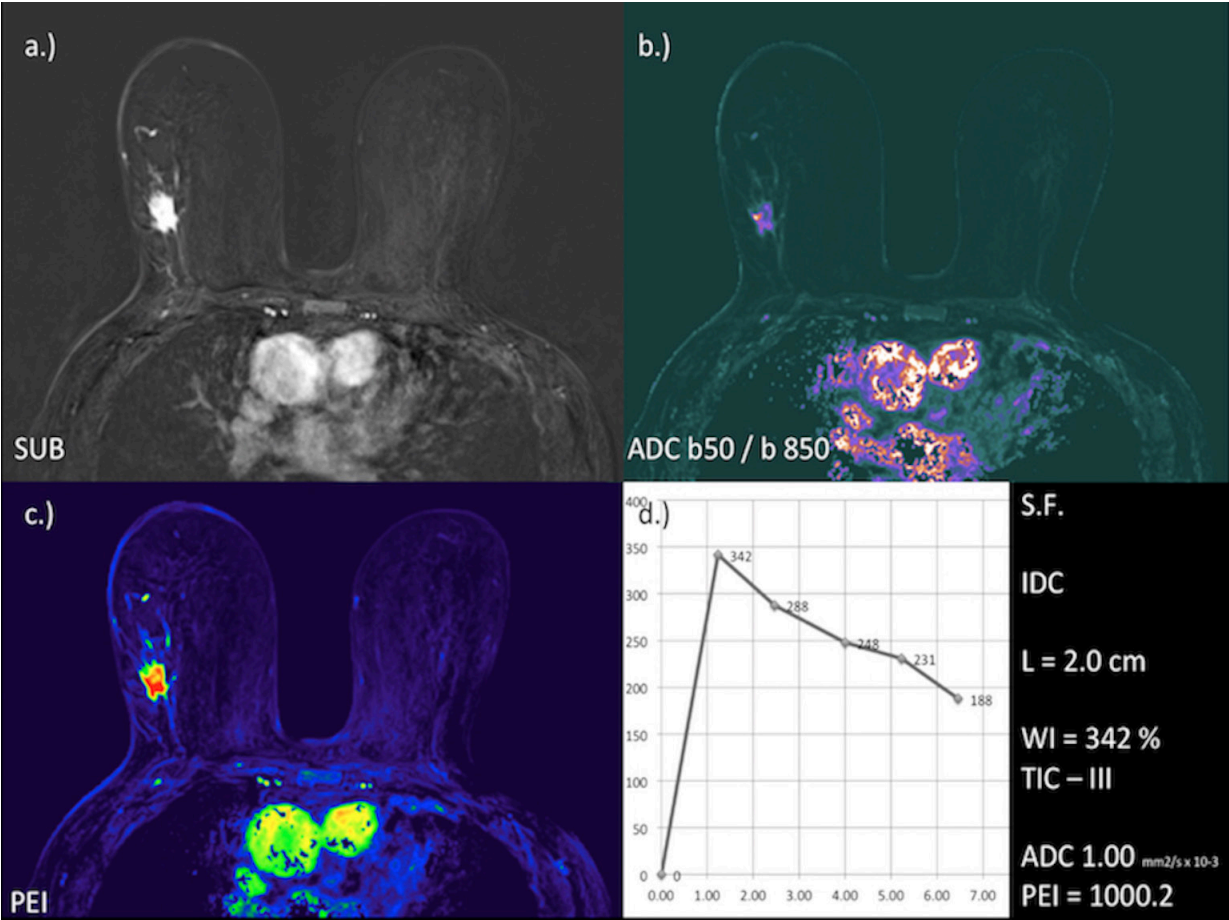 a.)
SUB
b.)
ADC b50 / b 850
c.)
PEI
d.)
400
350
300
250
200
150
100
50
0
342
288
248
231
188
0
0.00 1.00 2.00 3.00 4.00 5.00 6.00 7.00
S.F.
IDC
L = 2.0 cm
WI = 342 %
TIC – III
ADC 1.00 mm2/s x 10-3
PEI = 1000.2